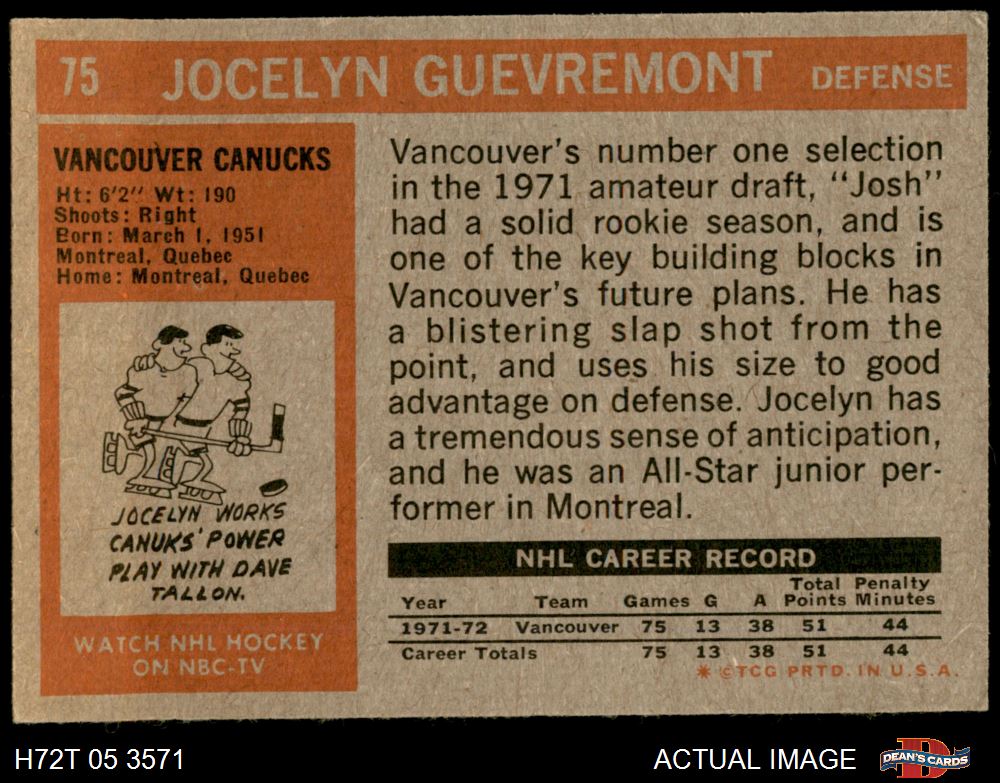 75 JOCELYN GUEVREMONT DEFENSE
VANCOUVER CANUCKS
Ht: 6'2" Wt: 190
Shoots: Right
Born: March 1, 1951
Montreal, Quebec
Home: Montreal, Quebec
JOCELYN WORKS
CANUKS' POWER
PLAY WITH DAVE
TALLON.
WATCH NHL HOCKEY
ON NBC-TV
Vancouver's number one selection
in the 1971 amateur draft, "Josh"
had a solid rookie season, and is
one of the key building blocks in
Vancouver's future plans. He has
a blistering slap shot from the
point, and uses his size to good
advantage on defense. Jocelyn has
a tremendous sense of anticipation,
and he was an All-Star junior per-
former in Montreal.
NHL CAREER RECORD
Year Team Games G A Total Points Penalty Minutes
1971-72 Vancouver 75 13 38 51 44
Career Totals 75 13 38 51 44
* ©TCG PRTD. IN U.S.A.
H72T 05 3571
ACTUAL IMAGE
D
DEAN'S CARDS